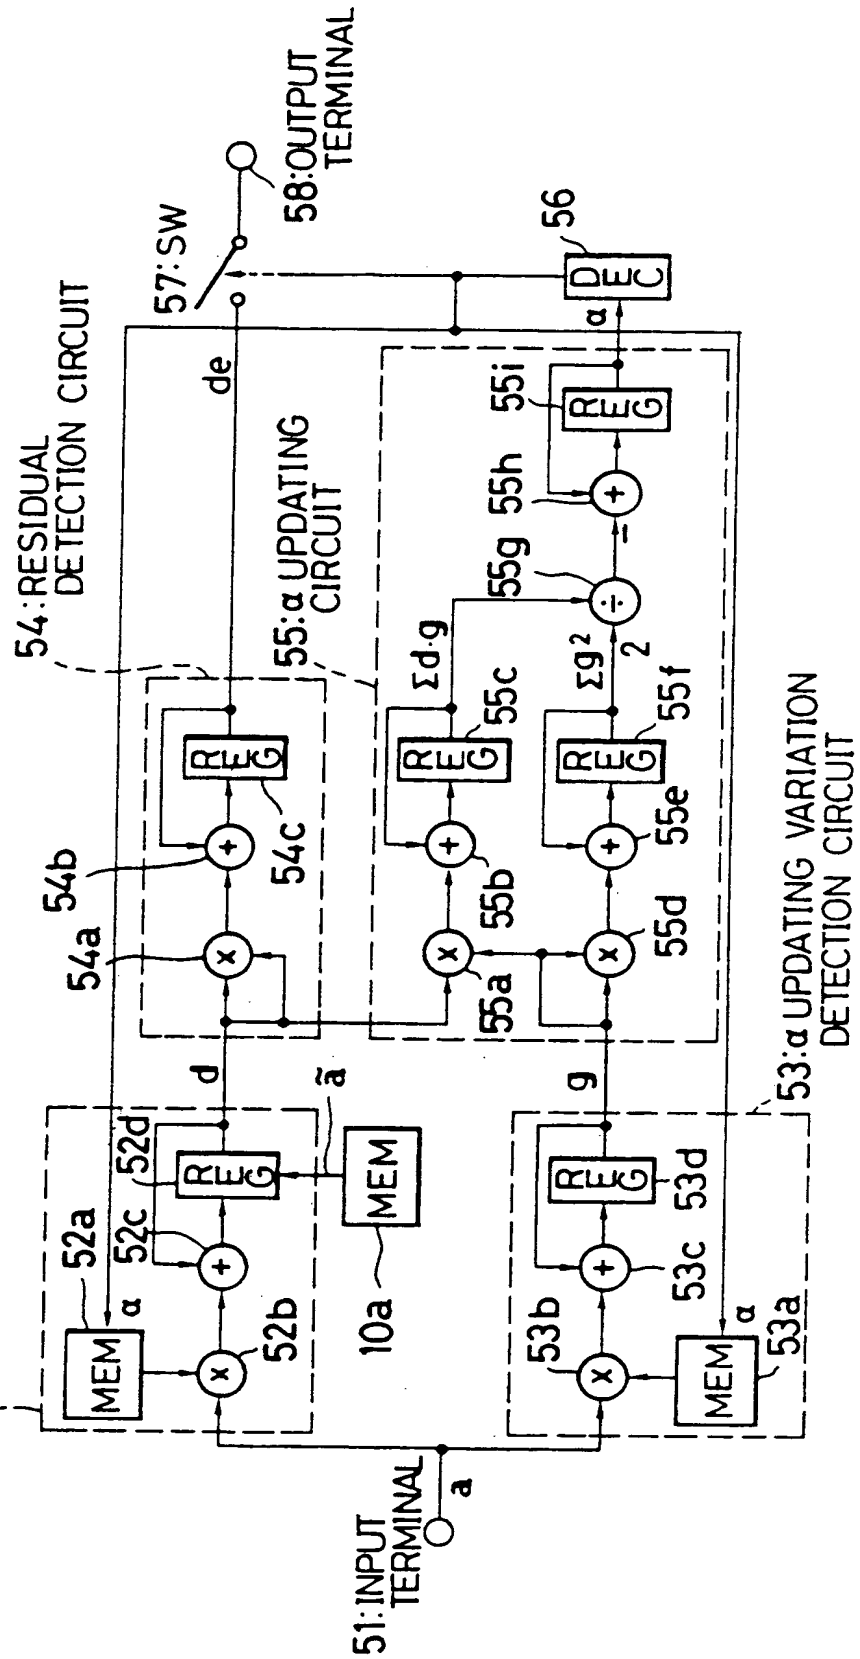 51:INPUT
TERMINAL
a
52a
MEM
α
52b
×
52c
+
52d
REG
10a
MEM
ã
d
53b
×
53a
MEM
α
53c
+
53d
REG
g
53:α UPDATING VARIATION
DETECTION CIRCUIT
54:RESIDUAL
DETECTION CIRCUIT
54a
×
54b
+
54c
REG
de
55:α UPDATING
CIRCUIT
55a
×
55b
+
55c
REG
Σd·g
55d
×
55e
+
55f
REG
Σg²
2
55g
÷
−
55h
+
55i
REG
α
56
DEC
57:SW
58:OUTPUT
TERMINAL